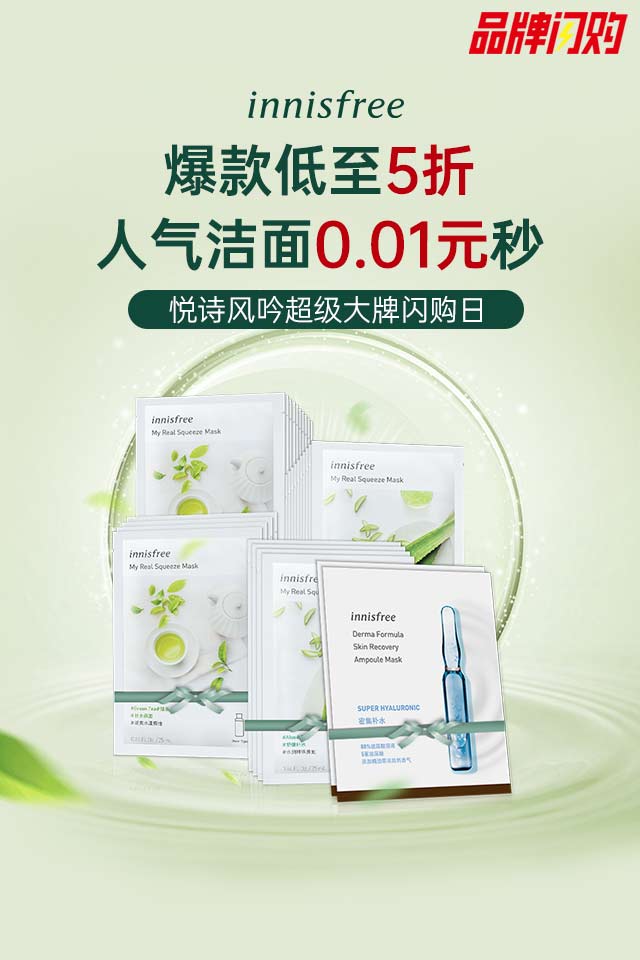 品牌闪购
innisfree
爆款低至5折
人气洁面0.01元秒
悦诗风吟超级大牌闪购日
innisfree
My Real Squeeze Mask
innisfree
My Real Squeeze Mask
innisfree
My Real Squeeze Mask
innisfree
My Real Squeeze Mask
innisfree
Derma Formula
Skin Recovery
Ampoule Mask
SUPER HYALURONIC
密集补水
#Green Tea
#Aloe